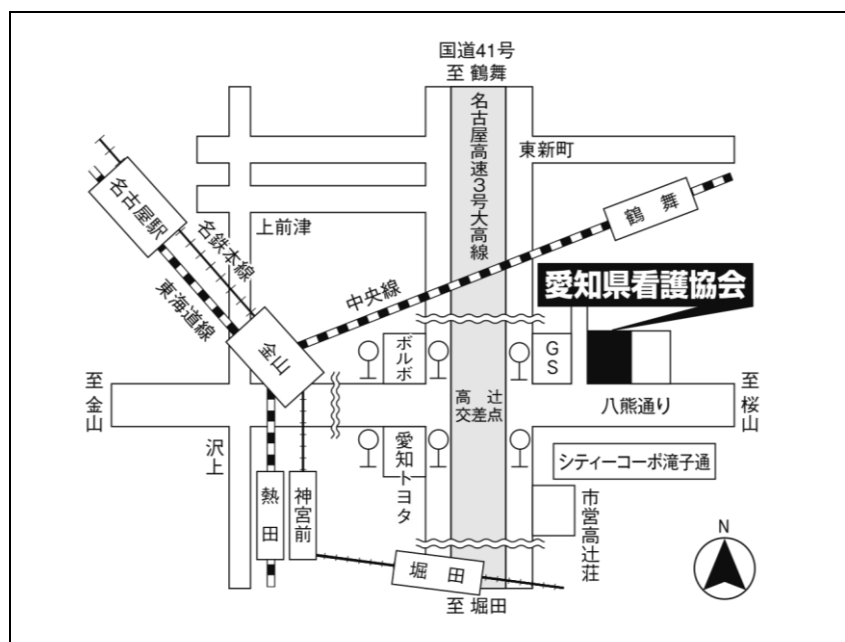 国道41号
至 鶴舞
名古屋高速3号大高線
東新町
名古屋駅
名鉄本線
東海道線
上前津
鶴舞
中央線
愛知県看護協会
金山
ボルボ
GS
至金山
高辻
交差点
八熊通り
至桜山
沢上
愛知トヨタ
シティーコーポ滝子通
熱田
神宮前
市営高辻荘
堀田
至 堀田
N